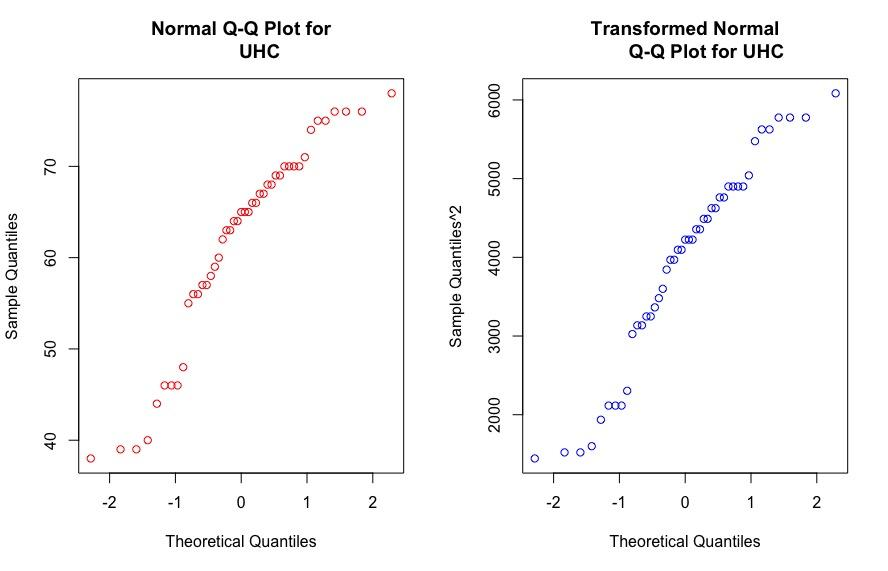 Normal Q-Q Plot for
UHC
Sample Quantiles
70
60
50
40
-2 -1 0 1 2
Theoretical Quantiles
Transformed Normal
Q-Q Plot for UHC
Sample Quantiles^2
6000
5000
4000
3000
2000
-2 -1 0 1 2
Theoretical Quantiles